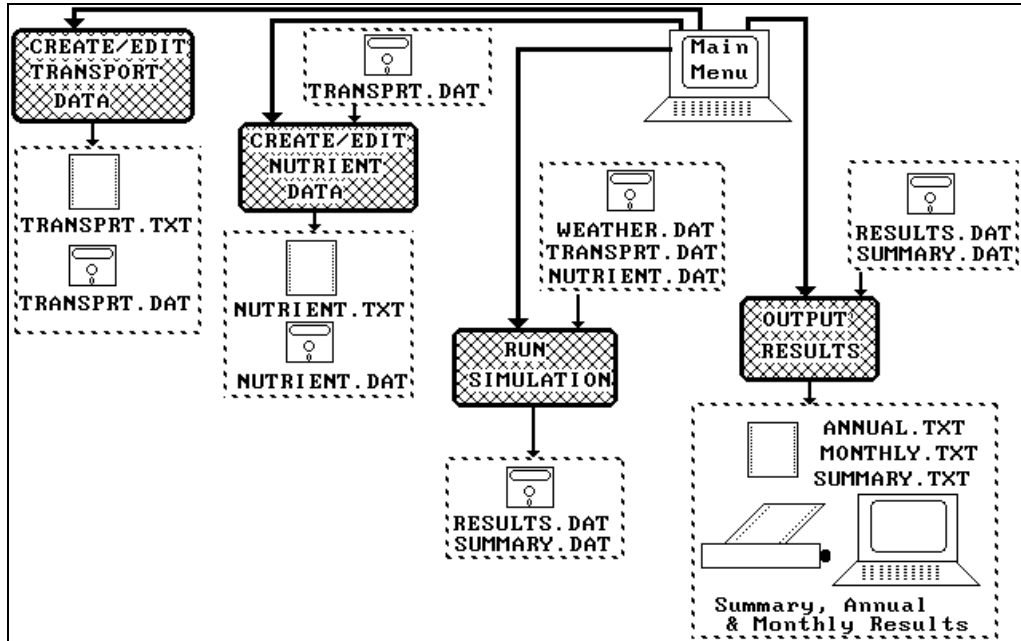 CREATE/EDIT
TRANSPORT
DATA
TRANSPRT.TXT
TRANSPRT.DAT
TRANSPRT.DAT
CREATE/EDIT
NUTRIENT
DATA
NUTRIENT.TXT
NUTRIENT.DAT
Main
Menu
WEATHER.DAT
TRANSPRT.DAT
NUTRIENT.DAT
RUN
SIMULATION
RESULTS.DAT
SUMMARY.DAT
RESULTS.DAT
SUMMARY.DAT
OUTPUT
RESULTS
ANNUAL.TXT
MONTHLY.TXT
SUMMARY.TXT
Summary, Annual
& Monthly Results